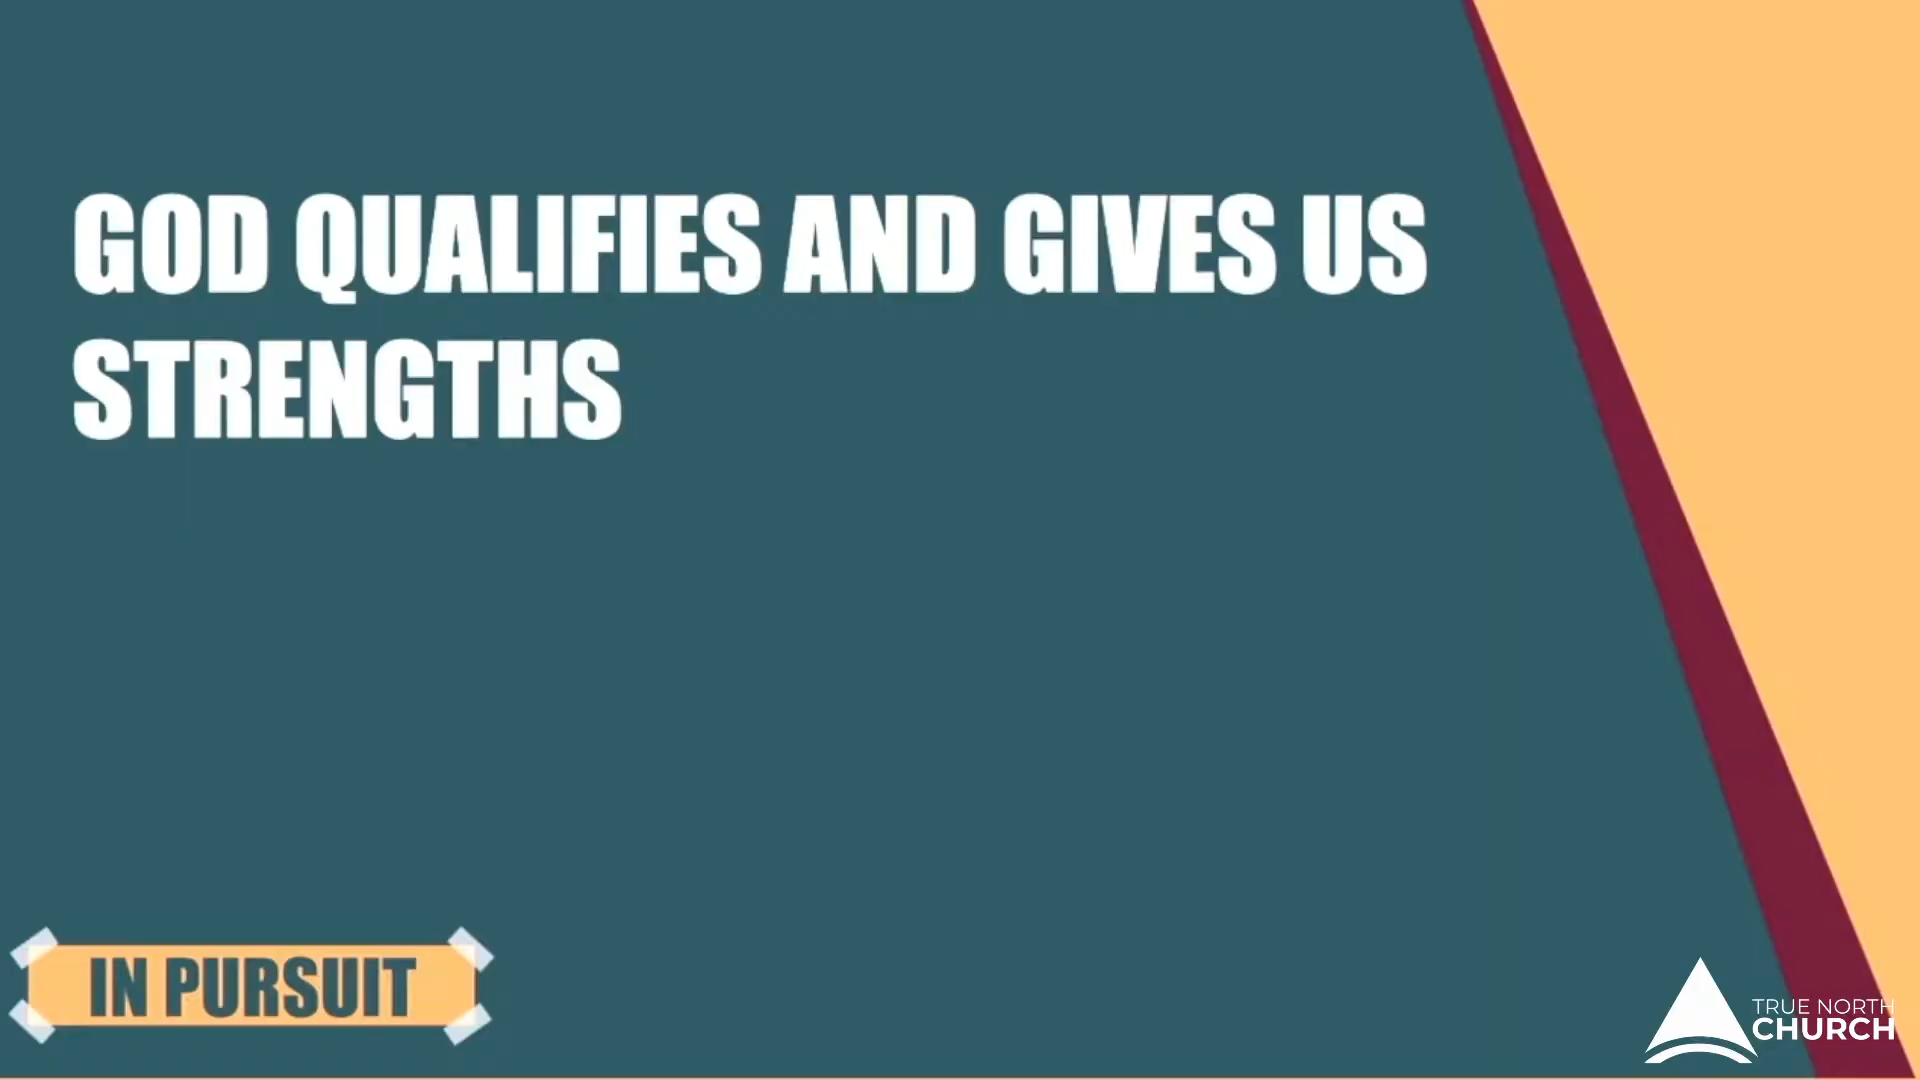 GOD QUALIFIES AND GIVES US
STRENGTHS
IN PURSUIT
TRUE NORTH
CHURCH